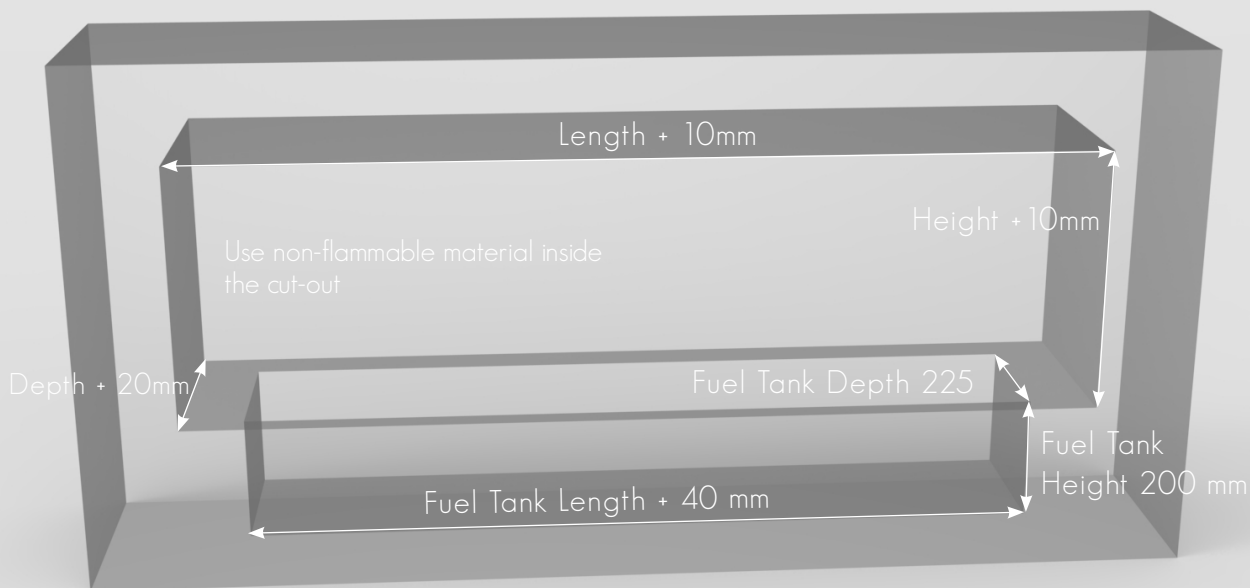 Length + 10mm
Height +10mm
Use non-flammable material inside
the cut-out
Depth + 20mm
Fuel Tank Depth 225
Fuel Tank
Height 200 mm
Fuel Tank Length + 40 mm